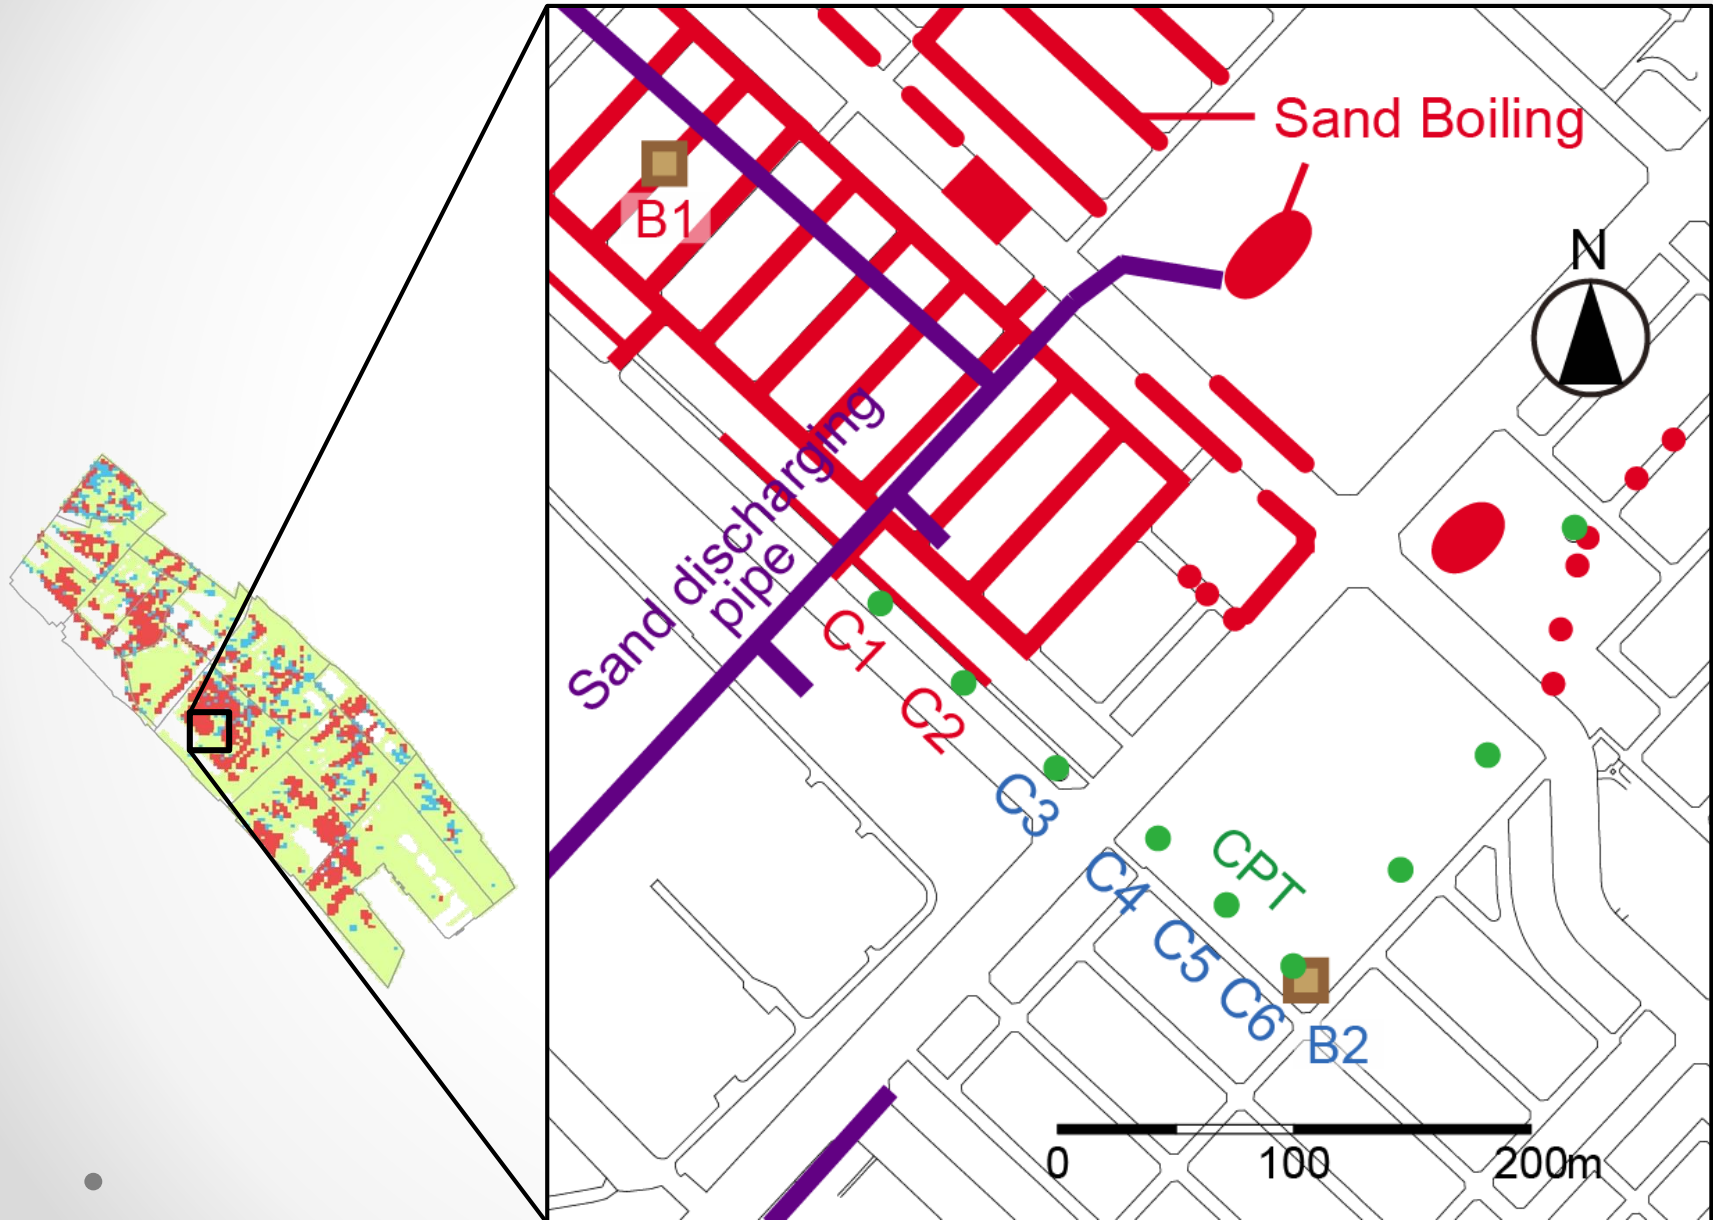 Sand Boiling
B1
N
Sand discharging
pipe
C1
C2
C3
CPT
C4
C5
C6
B2
0
100
200m